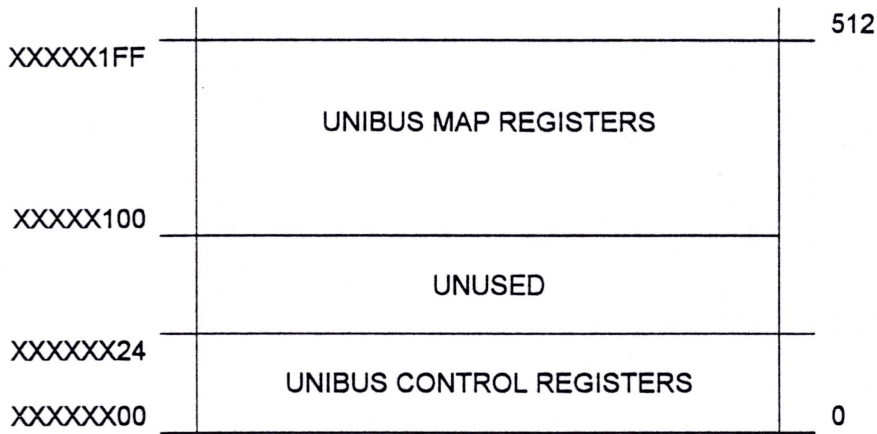 512
XXXXX1FF
UNIBUS MAP REGISTERS
XXXXX100
UNUSED
XXXXXX24
UNIBUS CONTROL REGISTERS
XXXXXX00
0